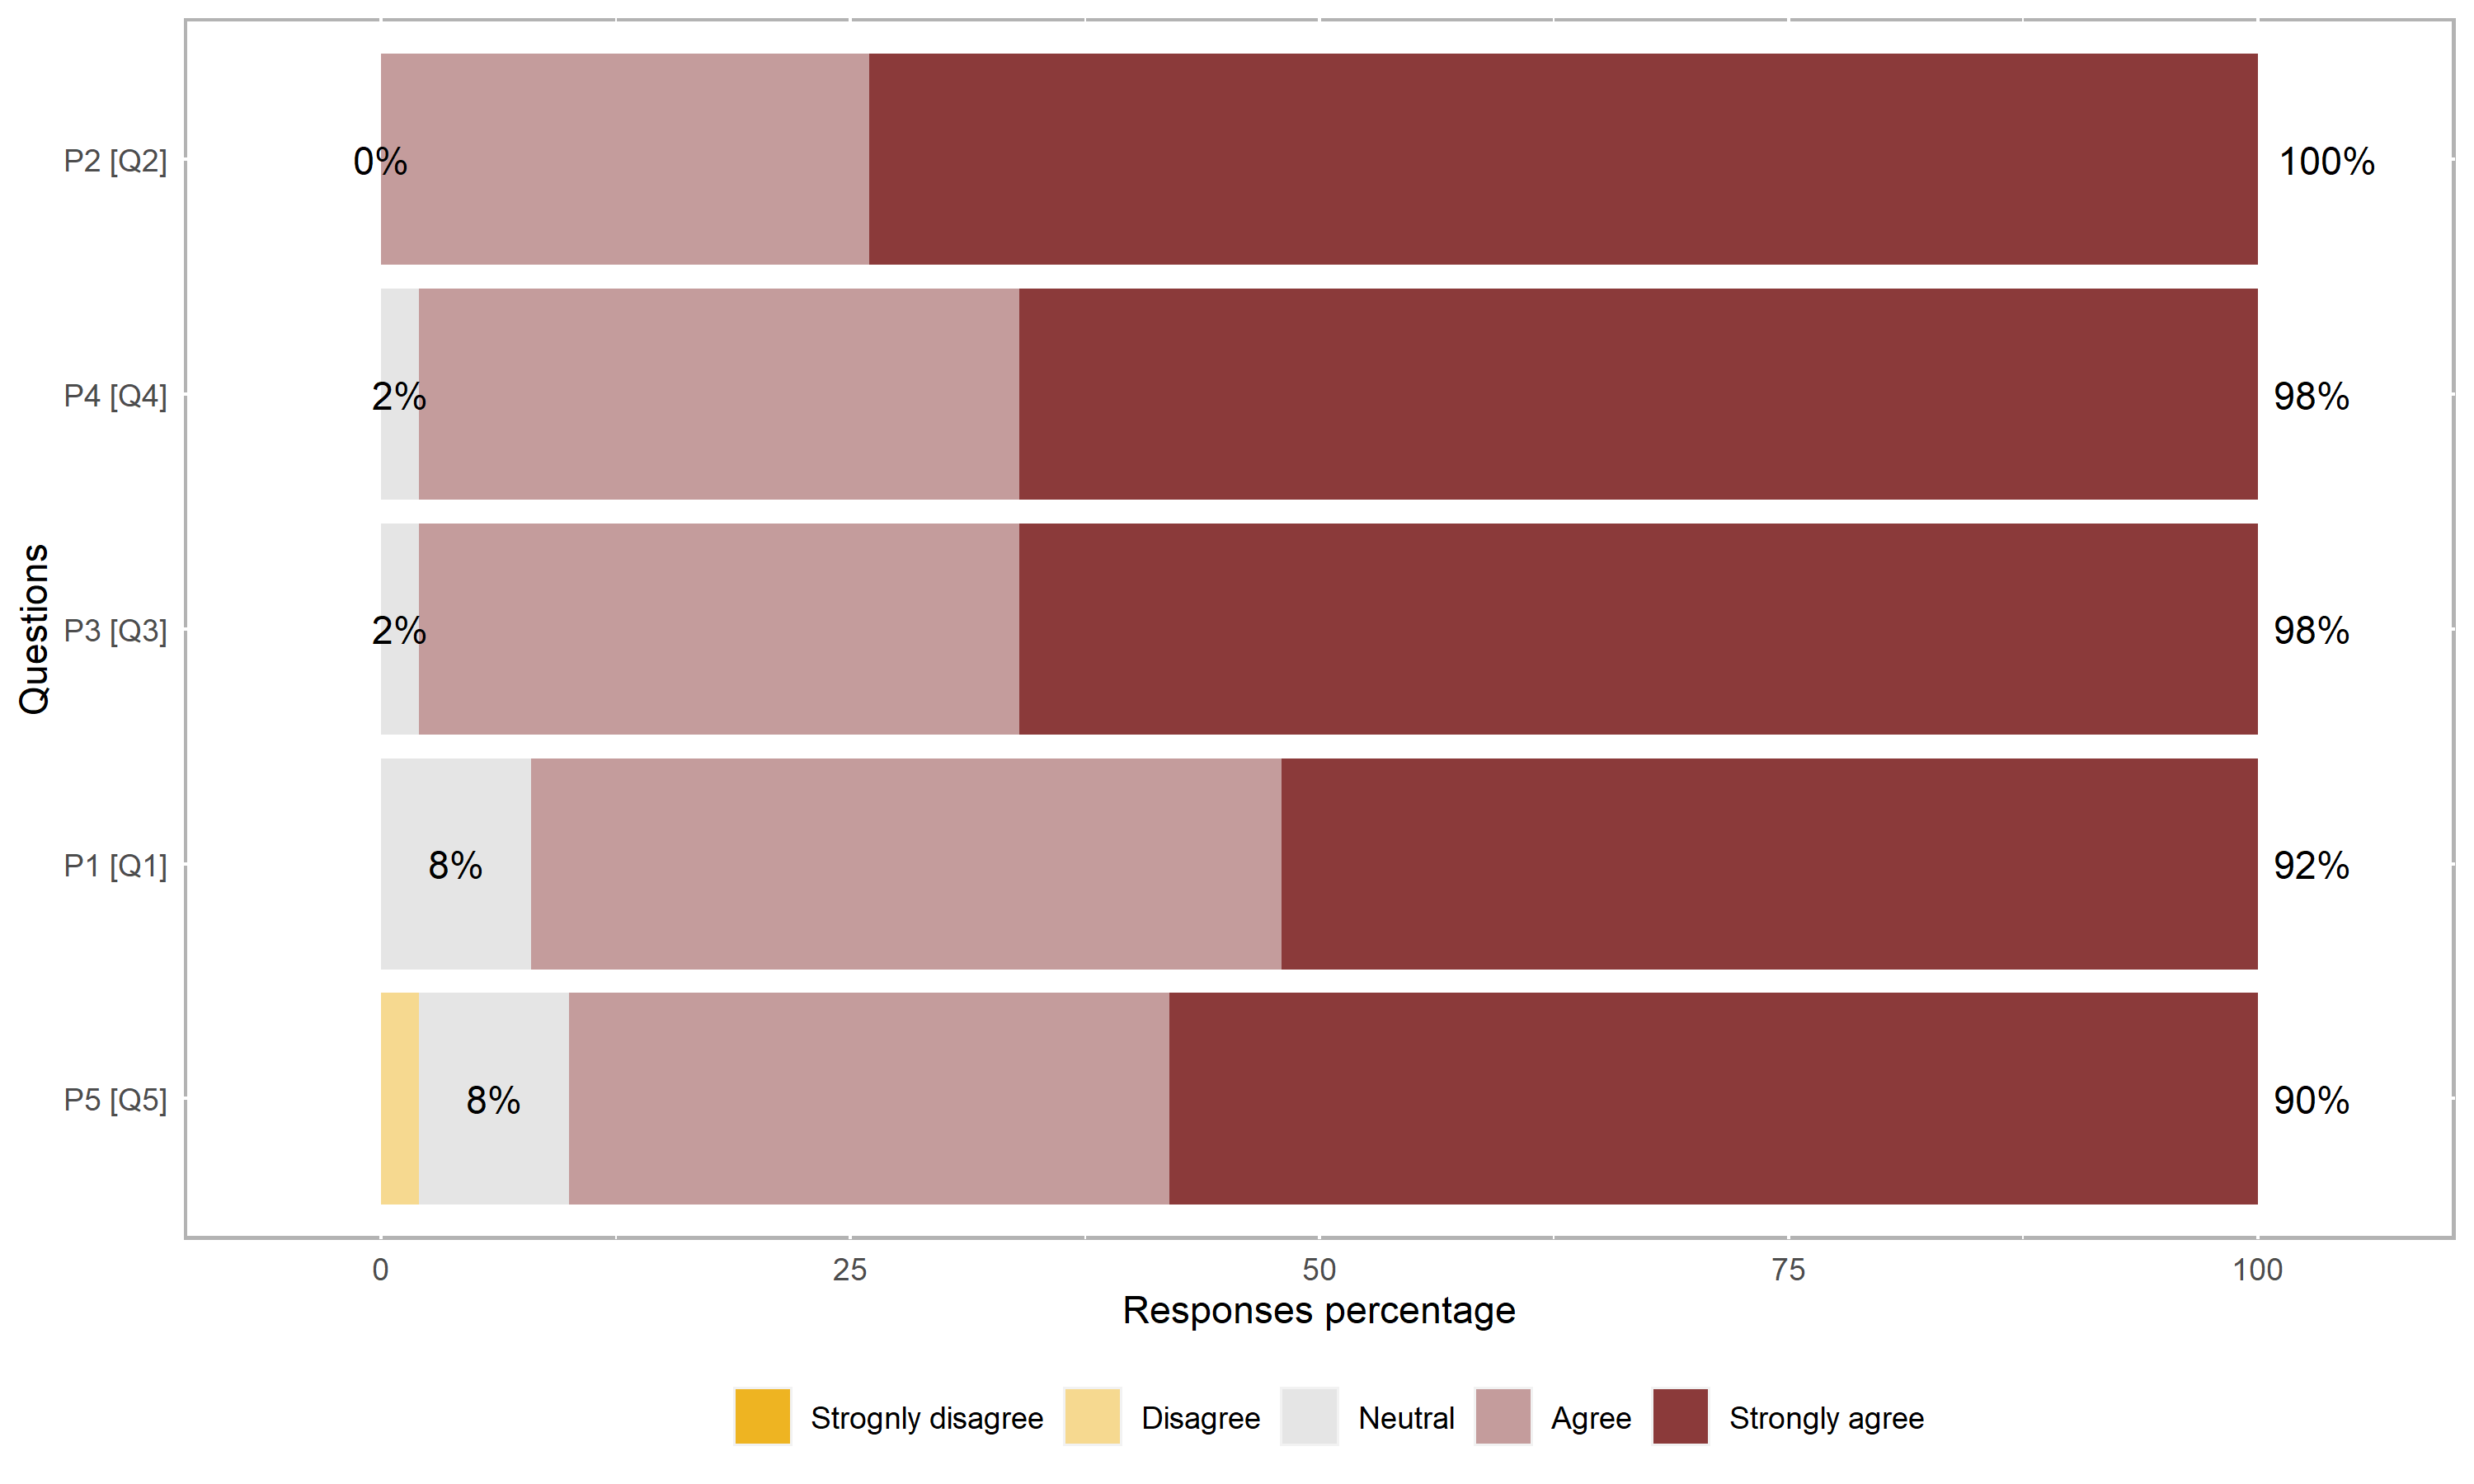 Questions
P2 [Q2] 0% 100%
P4 [Q4] 2% 98%
P3 [Q3] 2% 98%
P1 [Q1] 8% 92%
P5 [Q5] 8% 90%
0 25 50 75 100
Responses percentage
Strognly disagree Disagree Neutral Agree Strongly agree